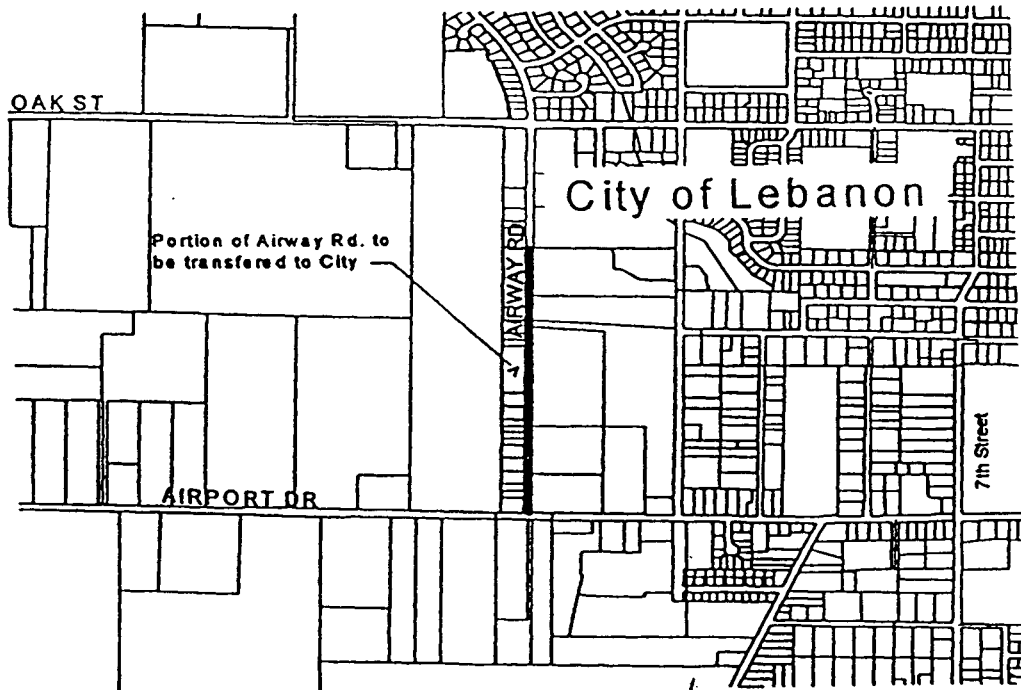 OAK ST
City of Lebanon
Portion of Airway Rd. to
be transfered to City
AIRWAY RD
7th Street
AIRPORT DR